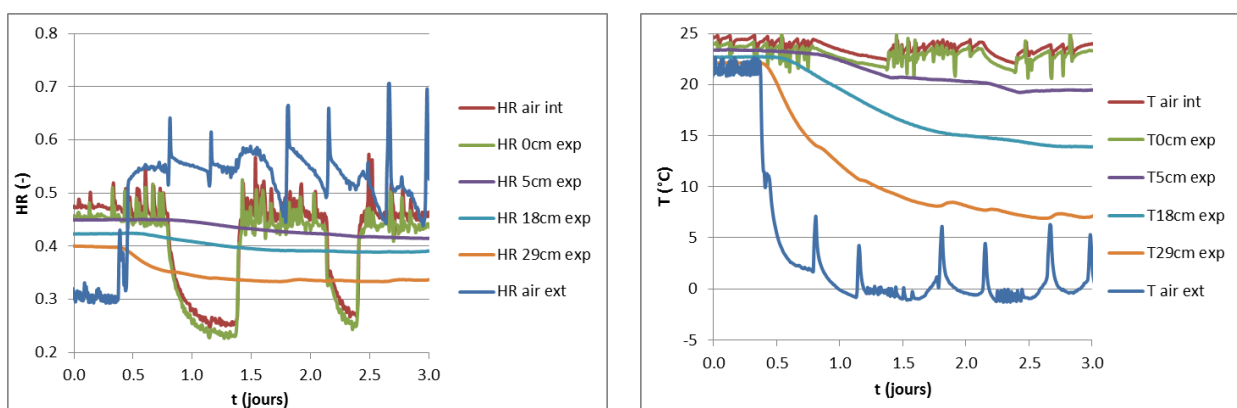 0.8
0.7
0.6
0.5
0.4
0.3
0.2
HR (-)
0.0
0.5
1.0
1.5
2.0
2.5
3.0
t (jours)
HR air int
HR 0cm exp
HR 5cm exp
HR 18cm exp
HR 29cm exp
HR air ext
25
20
15
10
5
0
-5
T (°C)
0.0
0.5
1.0
1.5
2.0
2.5
3.0
t (jours)
T air int
T0cm exp
T5cm exp
T18cm exp
T29cm exp
T air ext